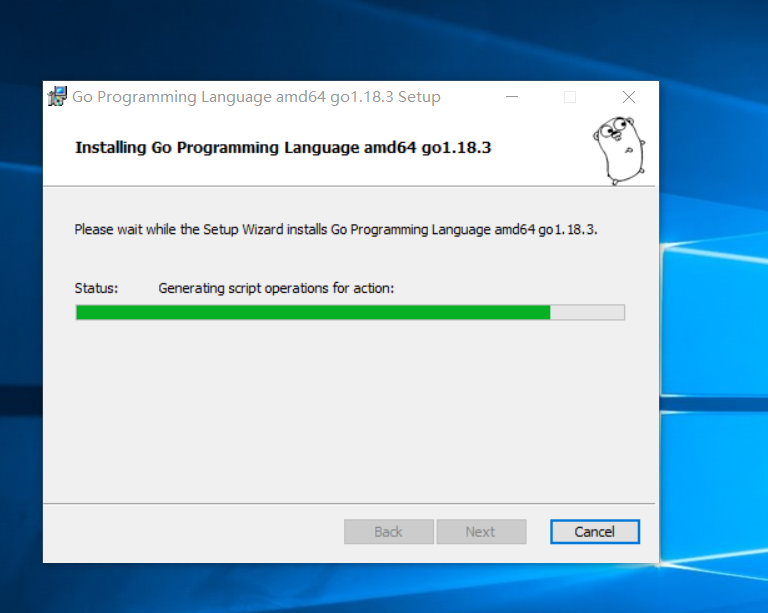 Go Programming Language amd64 go1.18.3 Setup
Installing Go Programming Language amd64 go1.18.3
Please wait while the Setup Wizard installs Go Programming Language amd64 go1.18.3.
Status: Generating script operations for action:
Back Next Cancel